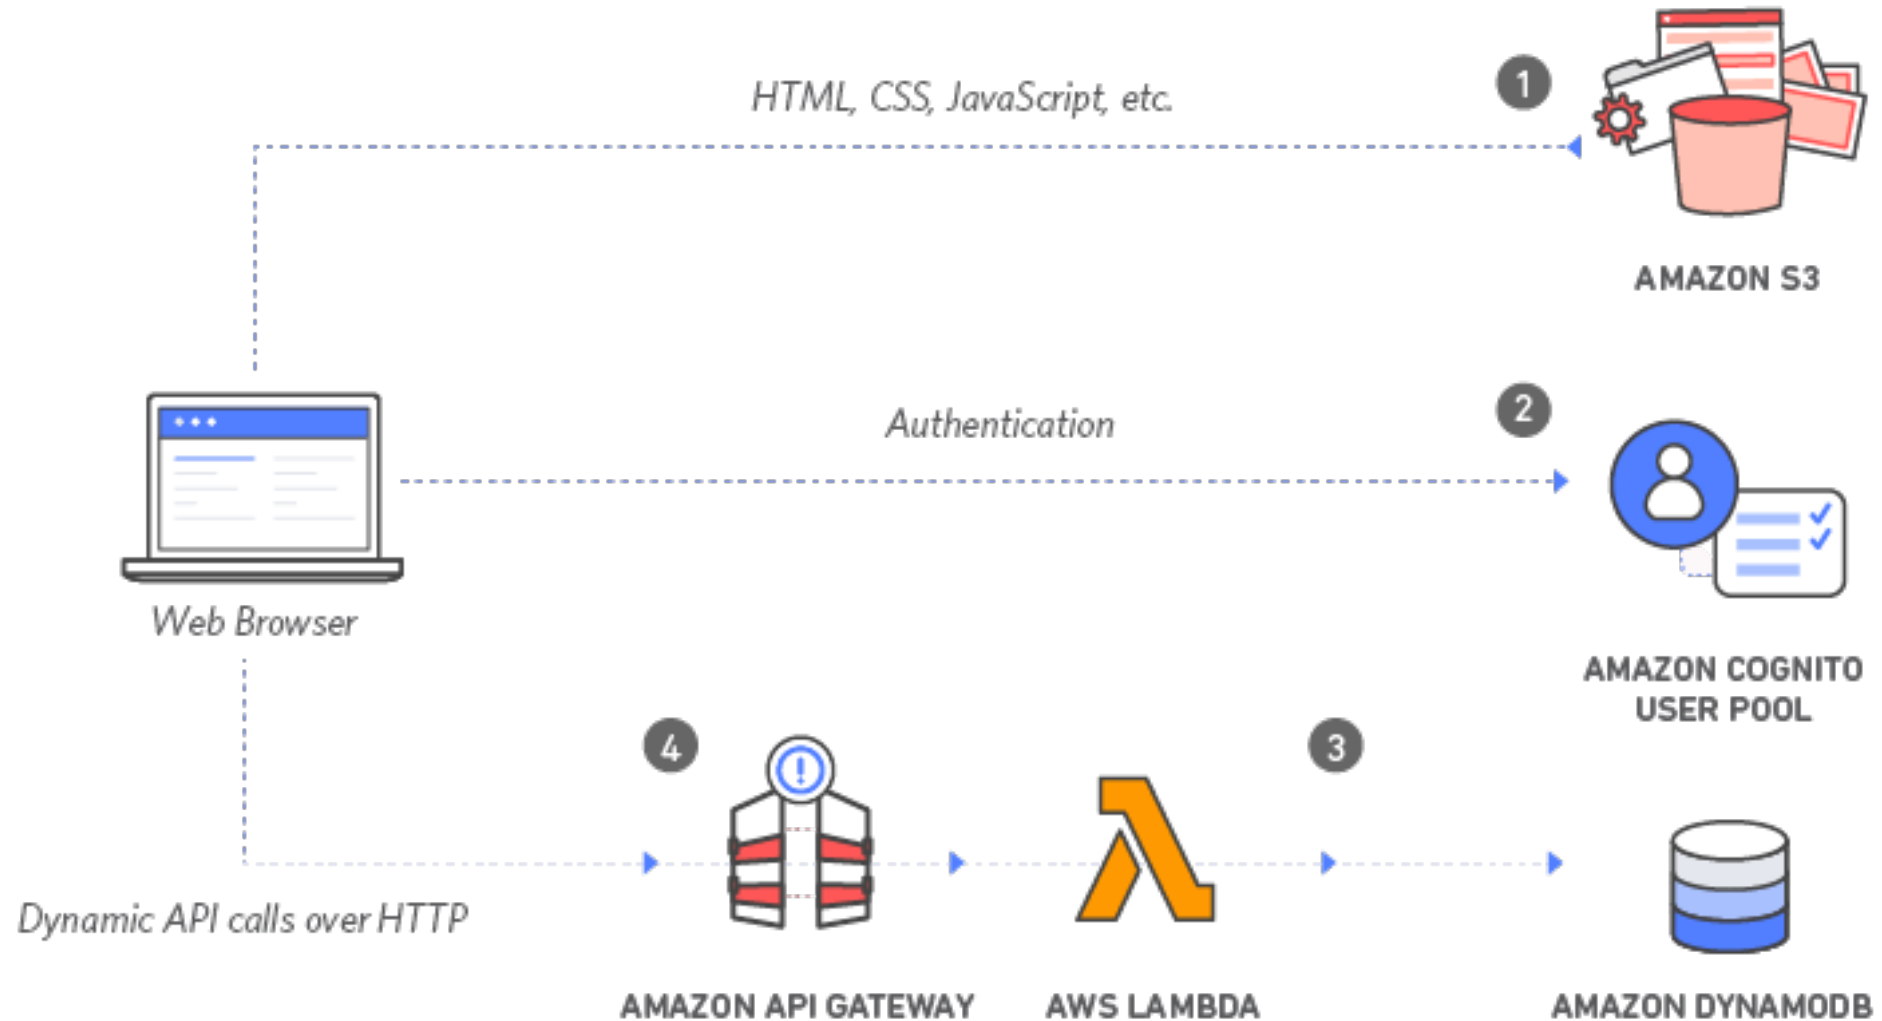 HTML, CSS, JavaScript, etc.
1
AMAZON S3
Authentication
2
Web Browser
AMAZON COGNITO
USER POOL
4
3
Dynamic API calls over HTTP
AMAZON API GATEWAY
AWS LAMBDA
AMAZON DYNAMODB